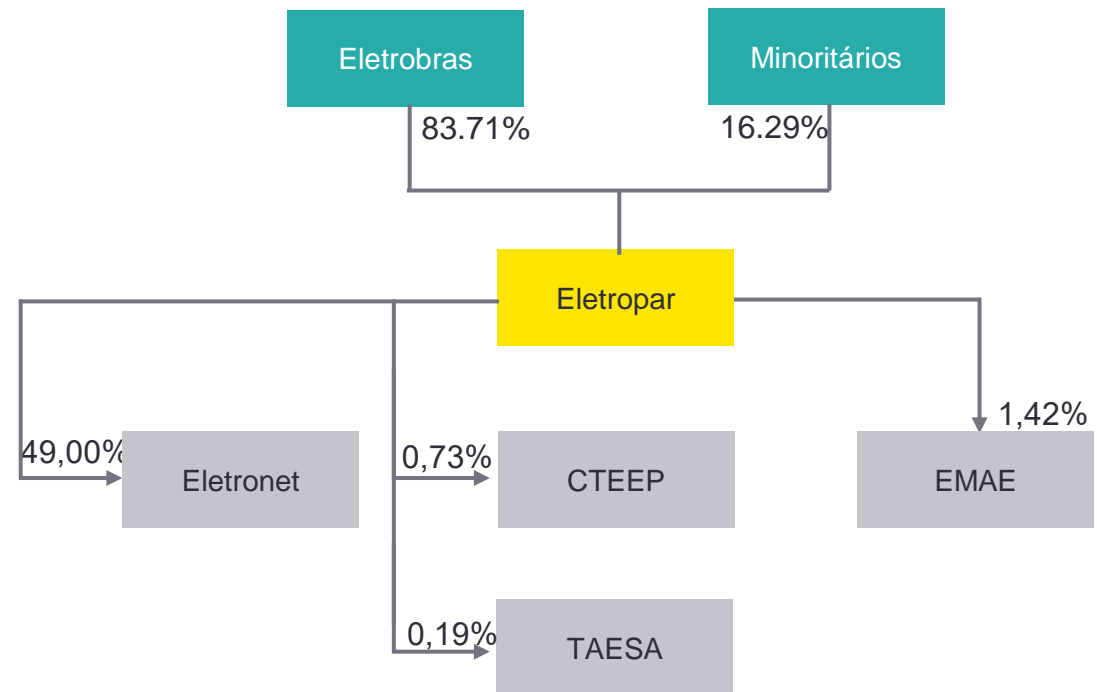 Eletrobras
Minoritários
83.71%
16.29%
Eletropar
49,00%
Eletronet
0,73%
CTEEP
1,42%
EMAE
0,19%
TAESA